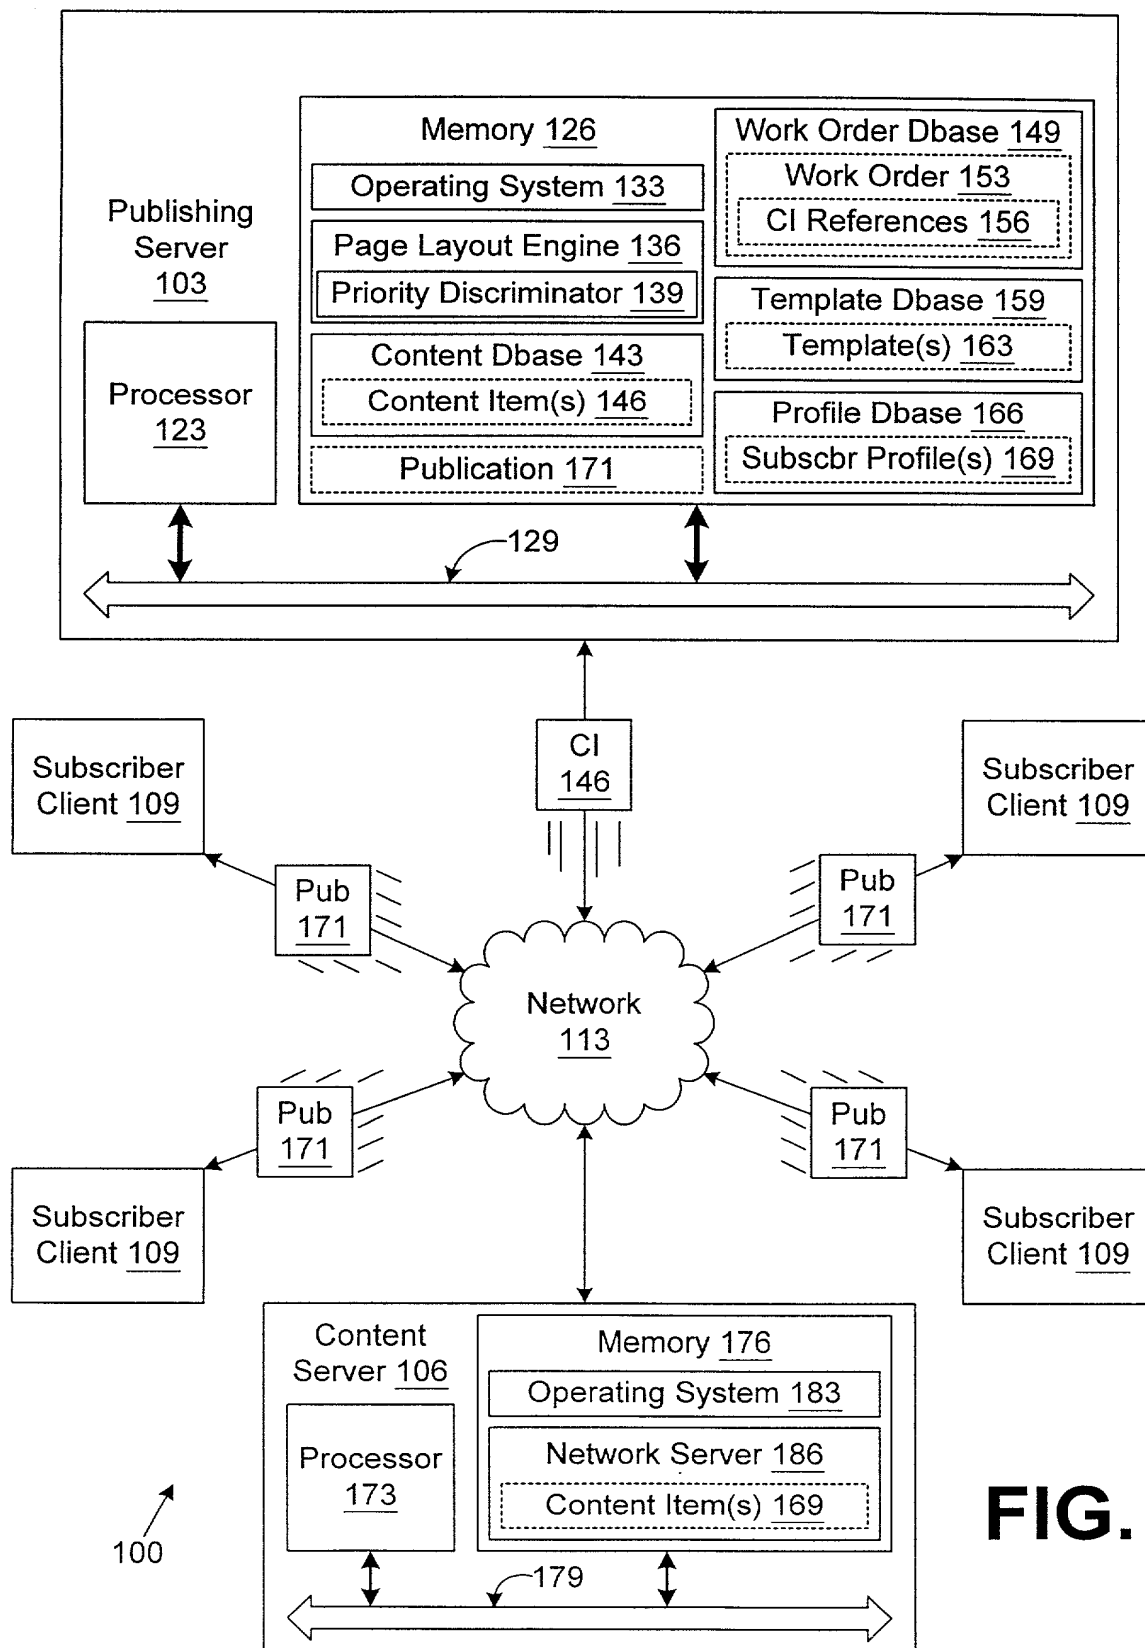 Publishing
Server
103
Processor
123
Memory 126
Operating System 133
Page Layout Engine 136
Priority Discriminator 139
Content Dbase 143
Content Item(s) 146
Publication 171
Work Order Dbase 149
Work Order 153
CI References 156
Template Dbase 159
Template(s) 163
Profile Dbase 166
Subscbr Profile(s) 169
129
Subscriber
Client 109
CI
146
Subscriber
Client 109
Pub
171
Pub
171
Network
113
Pub
171
Pub
171
Subscriber
Client 109
Subscriber
Client 109
Content
Server 106
Processor
173
Memory 176
Operating System 183
Network Server 186
Content Item(s) 169
179
100
FIG.